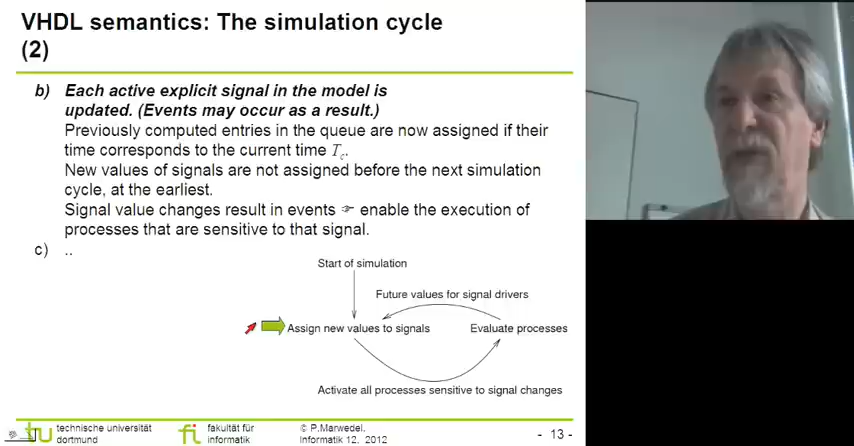 VHDL semantics: The simulation cycle
(2)
b) Each active explicit signal in the model is
updated. (Events may occur as a result.)
Previously computed entries in the queue are now assigned if their
time corresponds to the current time Tc.
New values of signals are not assigned before the next simulation
cycle, at the earliest.
Signal value changes result in events ☞ enable the execution of
processes that are sensitive to that signal.
c) ..
Start of simulation
Future values for signal drivers
Assign new values to signals
Evaluate processes
Activate all processes sensitive to signal changes
tu
technische universität
dortmund
fi
fakultät für
informatik
© P.Marwedel,
Informatik 12, 2012
- 13 -